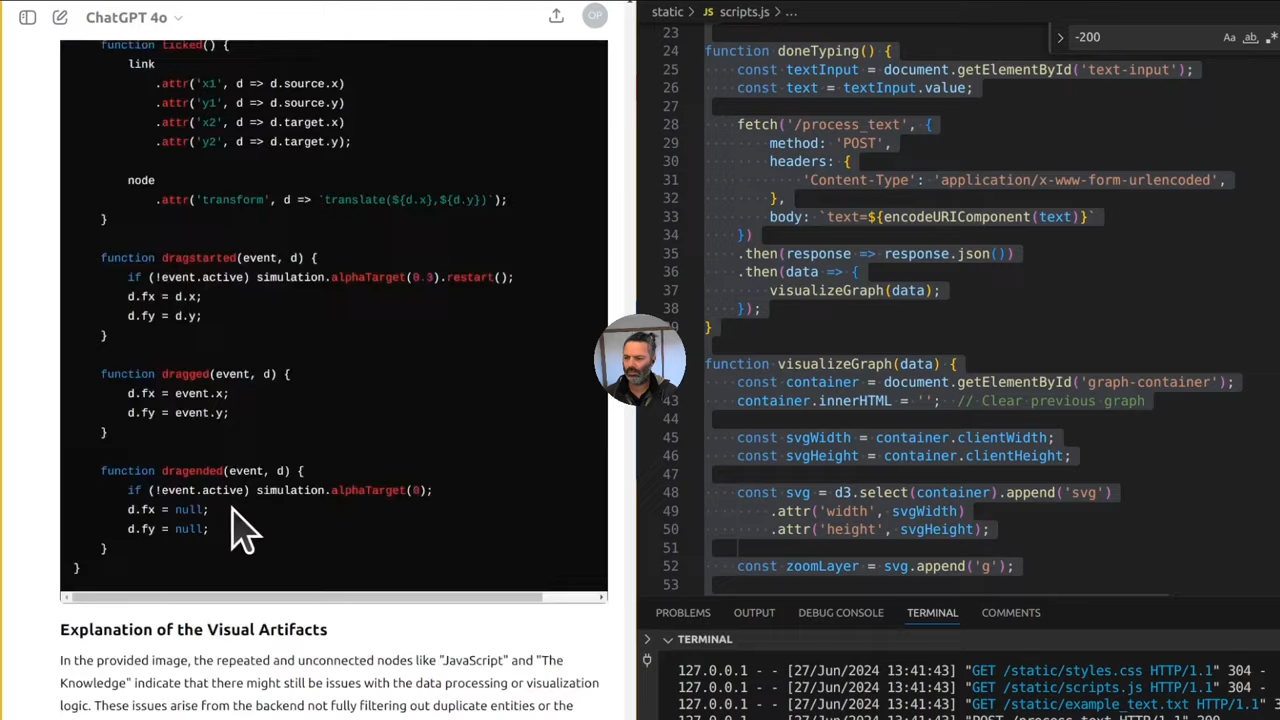 ChatGPT 4o
OP
function ticked() {
link
.attr('x1', d => d.source.x)
.attr('y1', d => d.source.y)
.attr('x2', d => d.target.x)
.attr('y2', d => d.target.y);
node
.attr('transform', d => `translate(${d.x},${d.y})`);
}
function dragstarted(event, d) {
if (!event.active) simulation.alphaTarget(0.3).restart();
d.fx = d.x;
d.fy = d.y;
}
function dragged(event, d) {
d.fx = event.x;
d.fy = event.y;
}
function dragended(event, d) {
if (!event.active) simulation.alphaTarget(0);
d.fx = null;
d.fy = null;
}
}
Explanation of the Visual Artifacts
In the provided image, the repeated and unconnected nodes like "JavaScript" and "The
Knowledge" indicate that there might still be issues with the data processing or visualization
logic. These issues arise from the backend not fully filtering out duplicate entities or the
static > JS scripts.js > ...
-200
Aa ab
23
24 function doneTyping() {
25 const textInput = document.getElementById('text-input');
26 const text = textInput.value;
27
28 fetch('/process_text', {
29 method: 'POST',
30 headers: {
31 'Content-Type': 'application/x-www-form-urlencoded',
32 },
33 body: `text=${encodeURIComponent(text)}`
34 })
35 .then(response => response.json())
36 .then(data => {
37 visualizeGraph(data);
38 });
}
function visualizeGraph(data) {
const container = document.getElementById('graph-container');
43 container.innerHTML = ''; // Clear previous graph
44
45 const svgWidth = container.clientWidth;
46 const svgHeight = container.clientHeight;
47
48 const svg = d3.select(container).append('svg')
49 .attr('width', svgWidth)
50 .attr('height', svgHeight);
51
52 const zoomLayer = svg.append('g');
53
PROBLEMS OUTPUT DEBUG CONSOLE TERMINAL COMMENTS
TERMINAL
127.0.0.1 - - [27/Jun/2024 13:41:43] "GET /static/styles.css HTTP/1.1" 304 -
127.0.0.1 - - [27/Jun/2024 13:41:43] "GET /static/scripts.js HTTP/1.1" 304 -
127.0.0.1 - - [27/Jun/2024 13:41:43] "GET /static/example_text.txt HTTP/1.1"